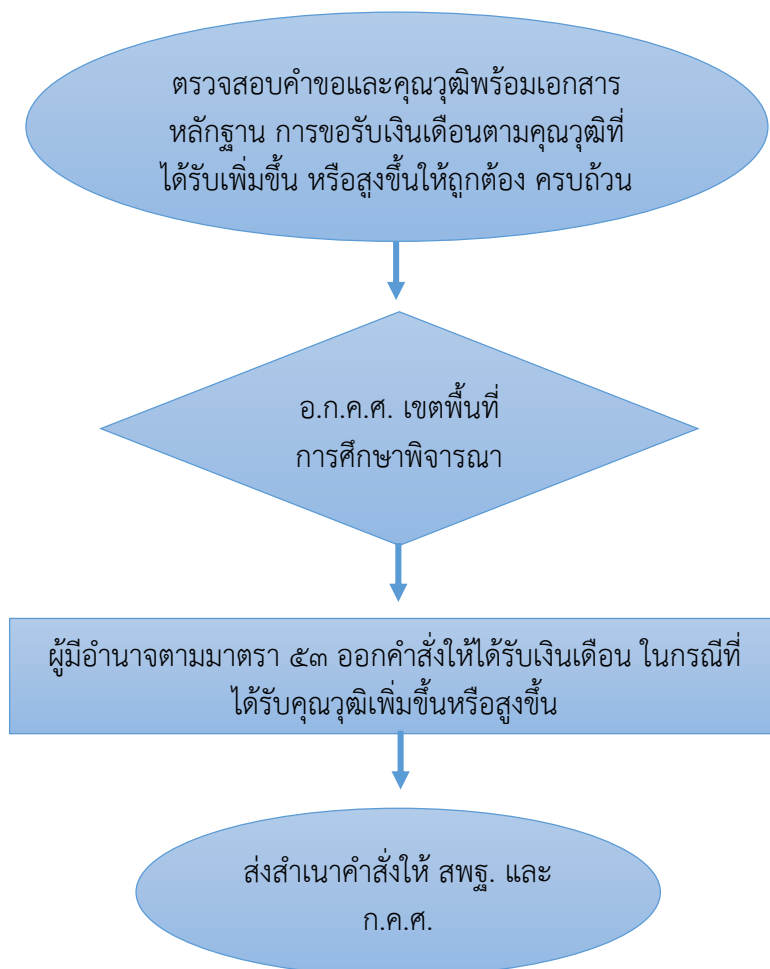 ตรวจสอบคำขอและคุณวุฒิพร้อมเอกสาร
หลักฐาน การขอรับเงินเดือนตามคุณวุฒิที่
ได้รับเพิ่มขึ้น หรือสูงขึ้นให้ถูกต้อง ครบถ้วน
อ.ก.ค.ศ. เขตพื้นที่
การศึกษาพิจารณา
ผู้มีอำนาจตามมาตรา ๕๓ ออกคำสั่งให้ได้รับเงินเดือน ในกรณีที่
ได้รับคุณวุฒิเพิ่มขึ้นหรือสูงขึ้น
ส่งสำเนาคำสั่งให้ สพฐ. และ
ก.ค.ศ.